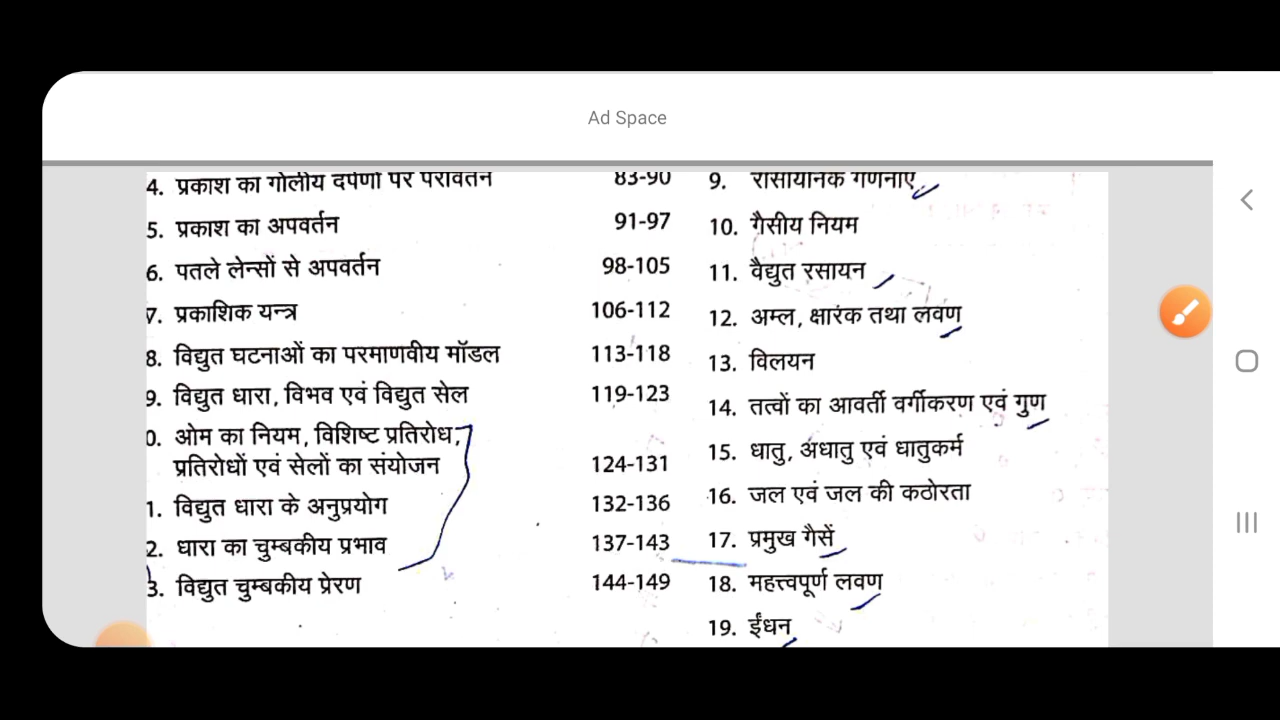 Ad Space
4. प्रकाश का गोलीय दर्पणों पर परावर्तन 83-90
5. प्रकाश का अपवर्तन 91-97
6. पतले लेन्सों से अपवर्तन 98-105
7. प्रकाशिक यन्त्र 106-112
8. विद्युत घटनाओं का परमाणवीय मॉडल 113-118
9. विद्युत धारा, विभव एवं विद्युत सेल 119-123
0. ओम का नियम, विशिष्ट प्रतिरोध,
प्रतिरोधों एवं सेलों का संयोजन 124-131
1. विद्युत धारा के अनुप्रयोग 132-136
2. धारा का चुम्बकीय प्रभाव 137-143
3. विद्युत चुम्बकीय प्रेरण 144-149
9. रासायनिक गणनाएं
10. गैसीय नियम
11. वैद्युत रसायन
12. अम्ल, क्षारंक तथा लवण
13. विलयन
14. तत्वों का आवर्ती वर्गीकरण एवं गुण
15. धातु, अधातु एवं धातुकर्म
16. जल एवं जल की कठोरता
17. प्रमुख गैसें
18. महत्त्वपूर्ण लवण
19. ईंधन